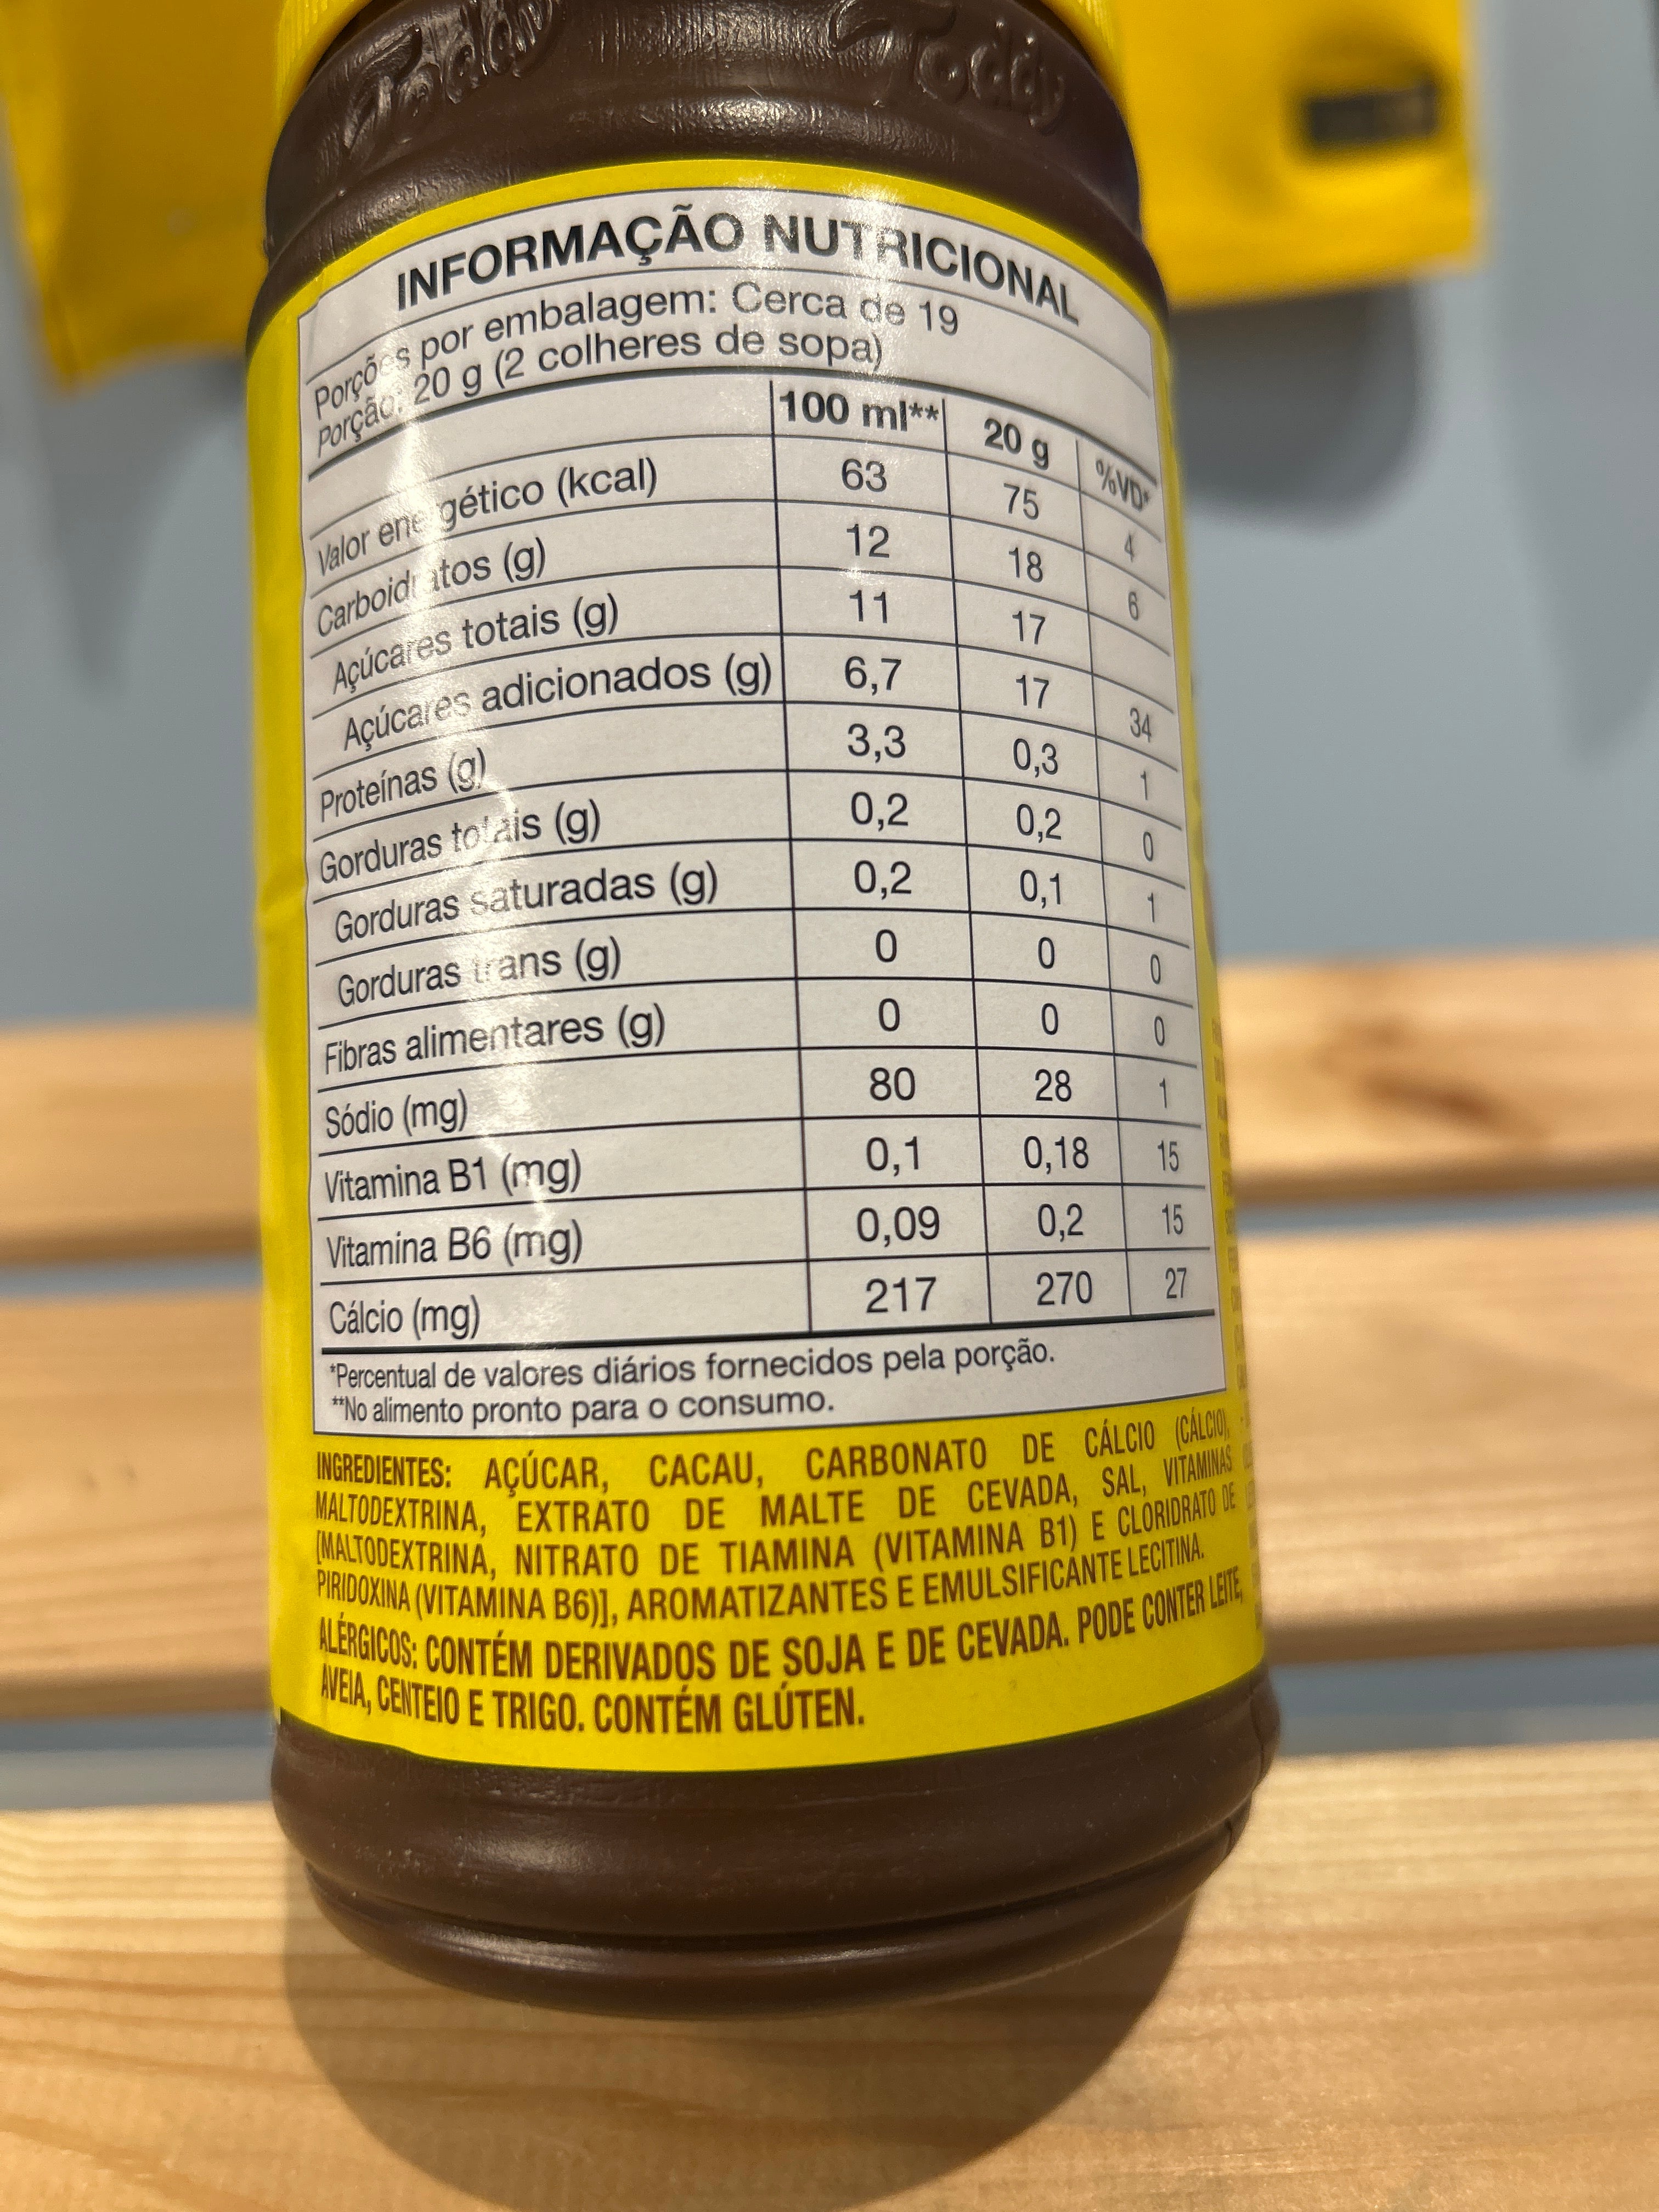 Toddy Toddy
INFORMAÇÃO NUTRICIONAL
Porções por embalagem: Cerca de 19
Porção: 20 g (2 colheres de sopa)
100 ml** 20 g %VD*
Valor energético (kcal) 63 75 4
Carboidratos (g) 12 18 6
Açúcares totais (g) 11 17
Açúcares adicionados (g) 6,7 17 34
Proteínas (g) 3,3 0,3 1
Gorduras totais (g) 0,2 0,2 0
Gorduras saturadas (g) 0,2 0,1 1
Gorduras trans (g) 0 0 0
Fibras alimentares (g) 0 0 0
Sódio (mg) 80 28 1
Vitamina B1 (mg) 0,1 0,18 15
Vitamina B6 (mg) 0,09 0,2 15
Cálcio (mg) 217 270 27
*Percentual de valores diários fornecidos pela porção.
**No alimento pronto para o consumo.
INGREDIENTES: AÇÚCAR, CACAU, CARBONATO DE CÁLCIO (CÁLCIO),
MALTODEXTRINA, EXTRATO DE MALTE DE CEVADA, SAL, VITAMINAS
[MALTODEXTRINA, NITRATO DE TIAMINA (VITAMINA B1) E CLORIDRATO DE
PIRIDOXINA (VITAMINA B6)], AROMATIZANTES E EMULSIFICANTE LECITINA.
ALÉRGICOS: CONTÉM DERIVADOS DE SOJA E DE CEVADA. PODE CONTER LEITE,
AVEIA, CENTEIO E TRIGO. CONTÉM GLÚTEN.